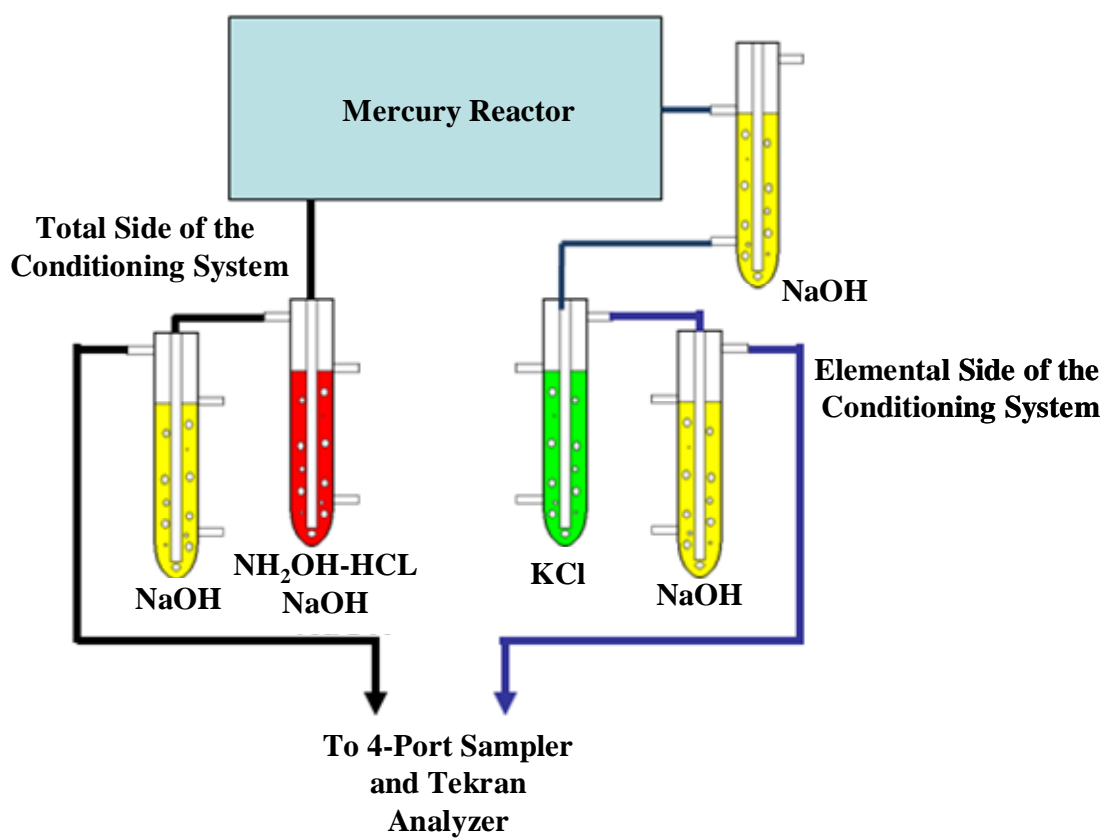 Mercury Reactor
Total Side of the
Conditioning System
NaOH
Elemental Side of the
Conditioning System
NaOH
NH₂OH-HCL
NaOH
KCl
NaOH
To 4-Port Sampler
and Tekran
Analyzer